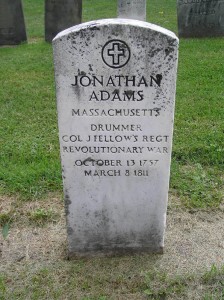 JONATHAN
ADAMS
MASSACHUSETTS
DRUMMER
COL J FELLOWS REGT
REVOLUTIONARY WAR
OCTOBER 13 1757
MARCH 8 1811